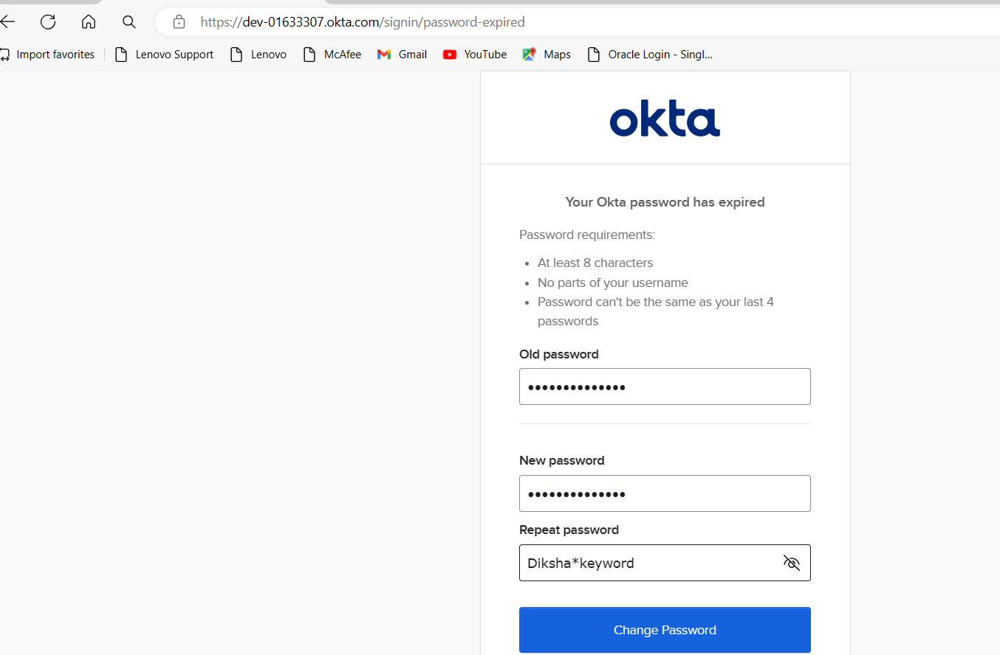 https://dev-01633307.okta.com/signin/password-expired
Import favorites Lenovo Support Lenovo McAfee Gmail YouTube Maps Oracle Login - Singl...
okta
Your Okta password has expired
Password requirements:
• At least 8 characters
• No parts of your username
• Password can't be the same as your last 4
passwords
Old password
••••••••••••••
New password
••••••••••••••
Repeat password
Diksha*keyword
Change Password